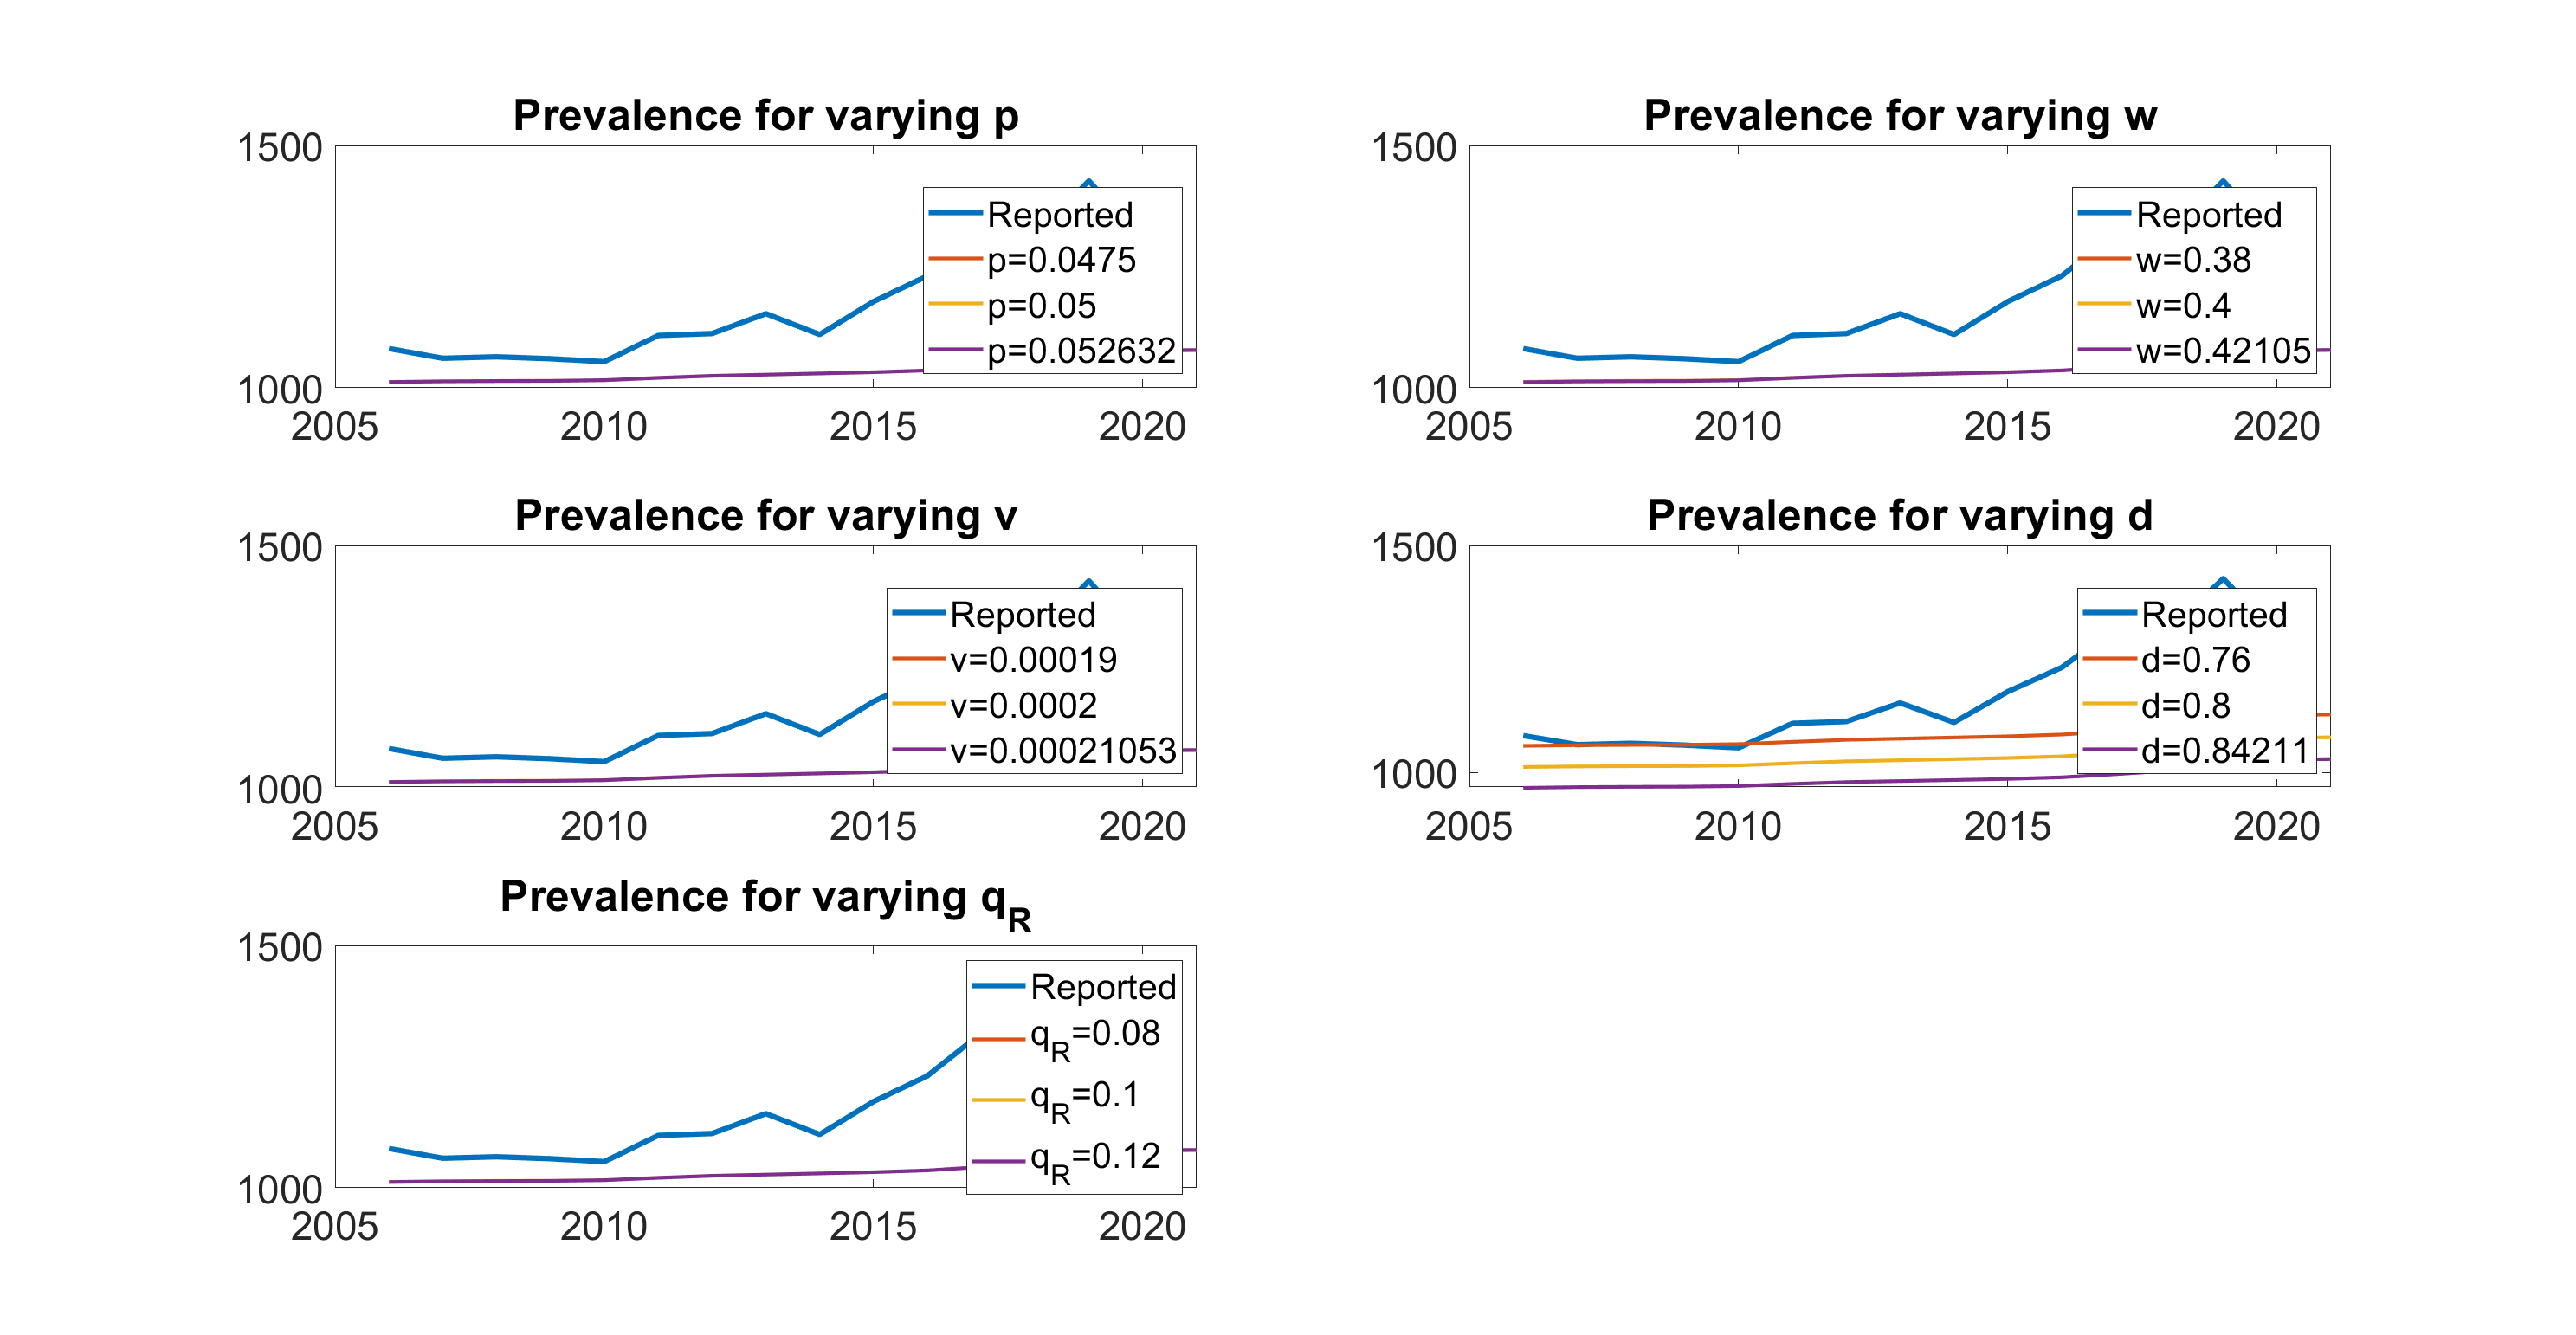 Prevalence for varying p
1500
1000
2005 2010 2015 2020
Reported
p=0.0475
p=0.05
p=0.052632
Prevalence for varying w
1500
1000
2005 2010 2015 2020
Reported
w=0.38
w=0.4
w=0.42105
Prevalence for varying v
1500
1000
2005 2010 2015 2020
Reported
v=0.00019
v=0.0002
v=0.00021053
Prevalence for varying d
1500
1000
2005 2010 2015 2020
Reported
d=0.76
d=0.8
d=0.84211
Prevalence for varying qR
1500
1000
2005 2010 2015 2020
Reported
qR=0.08
qR=0.1
qR=0.12